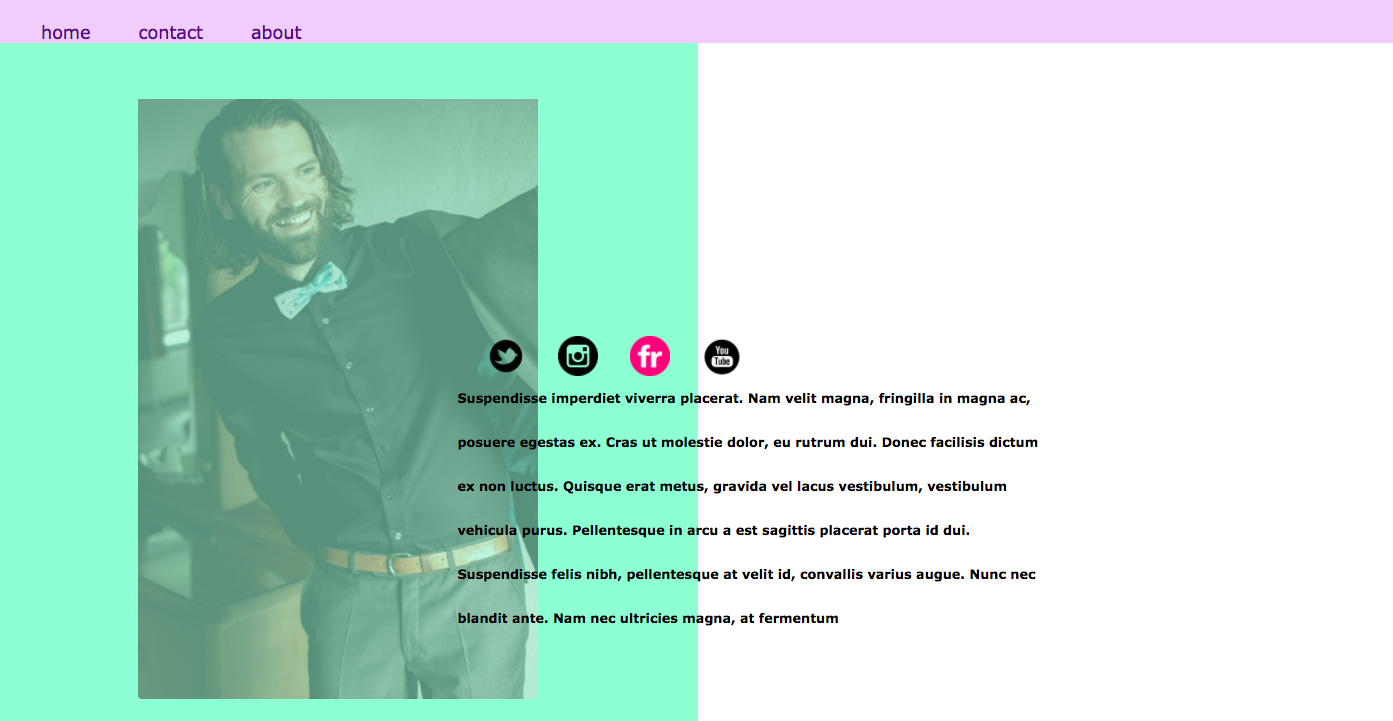 home contact about
fr You Tube
Suspendisse imperdiet viverra placerat. Nam velit magna, fringilla in magna ac,
posuere egestas ex. Cras ut molestie dolor, eu rutrum dui. Donec facilisis dictum
ex non luctus. Quisque erat metus, gravida vel lacus vestibulum, vestibulum
vehicula purus. Pellentesque in arcu a est sagittis placerat porta id dui.
Suspendisse felis nibh, pellentesque at velit id, convallis varius augue. Nunc nec
blandit ante. Nam nec ultricies magna, at fermentum